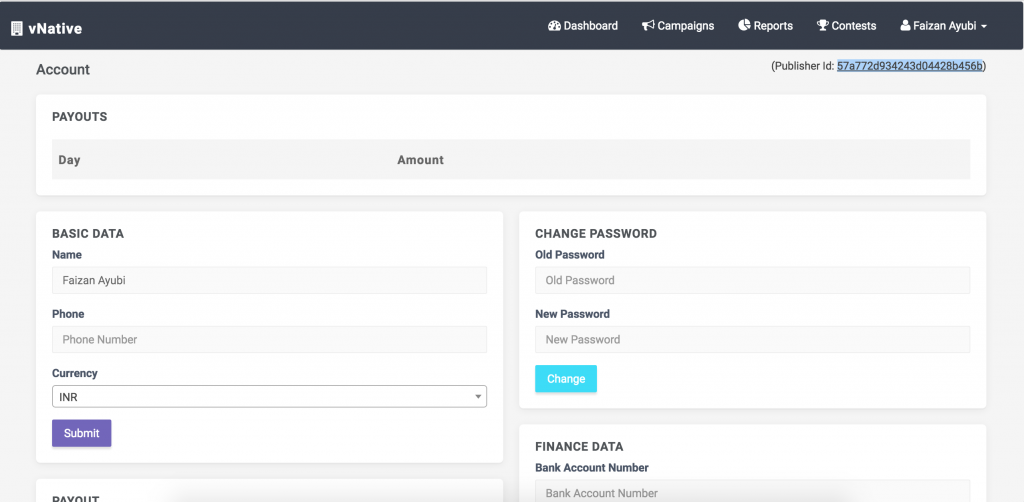 vNative
Dashboard Campaigns Reports Contests Faizan Ayubi
Account
(Publisher Id: 57a772d934243d04428b456b)
PAYOUTS
Day Amount
BASIC DATA
Name
Faizan Ayubi
Phone
Phone Number
Currency
INR
Submit
CHANGE PASSWORD
Old Password
Old Password
New Password
New Password
Change
PAYOUT
FINANCE DATA
Bank Account Number
Bank Account Number